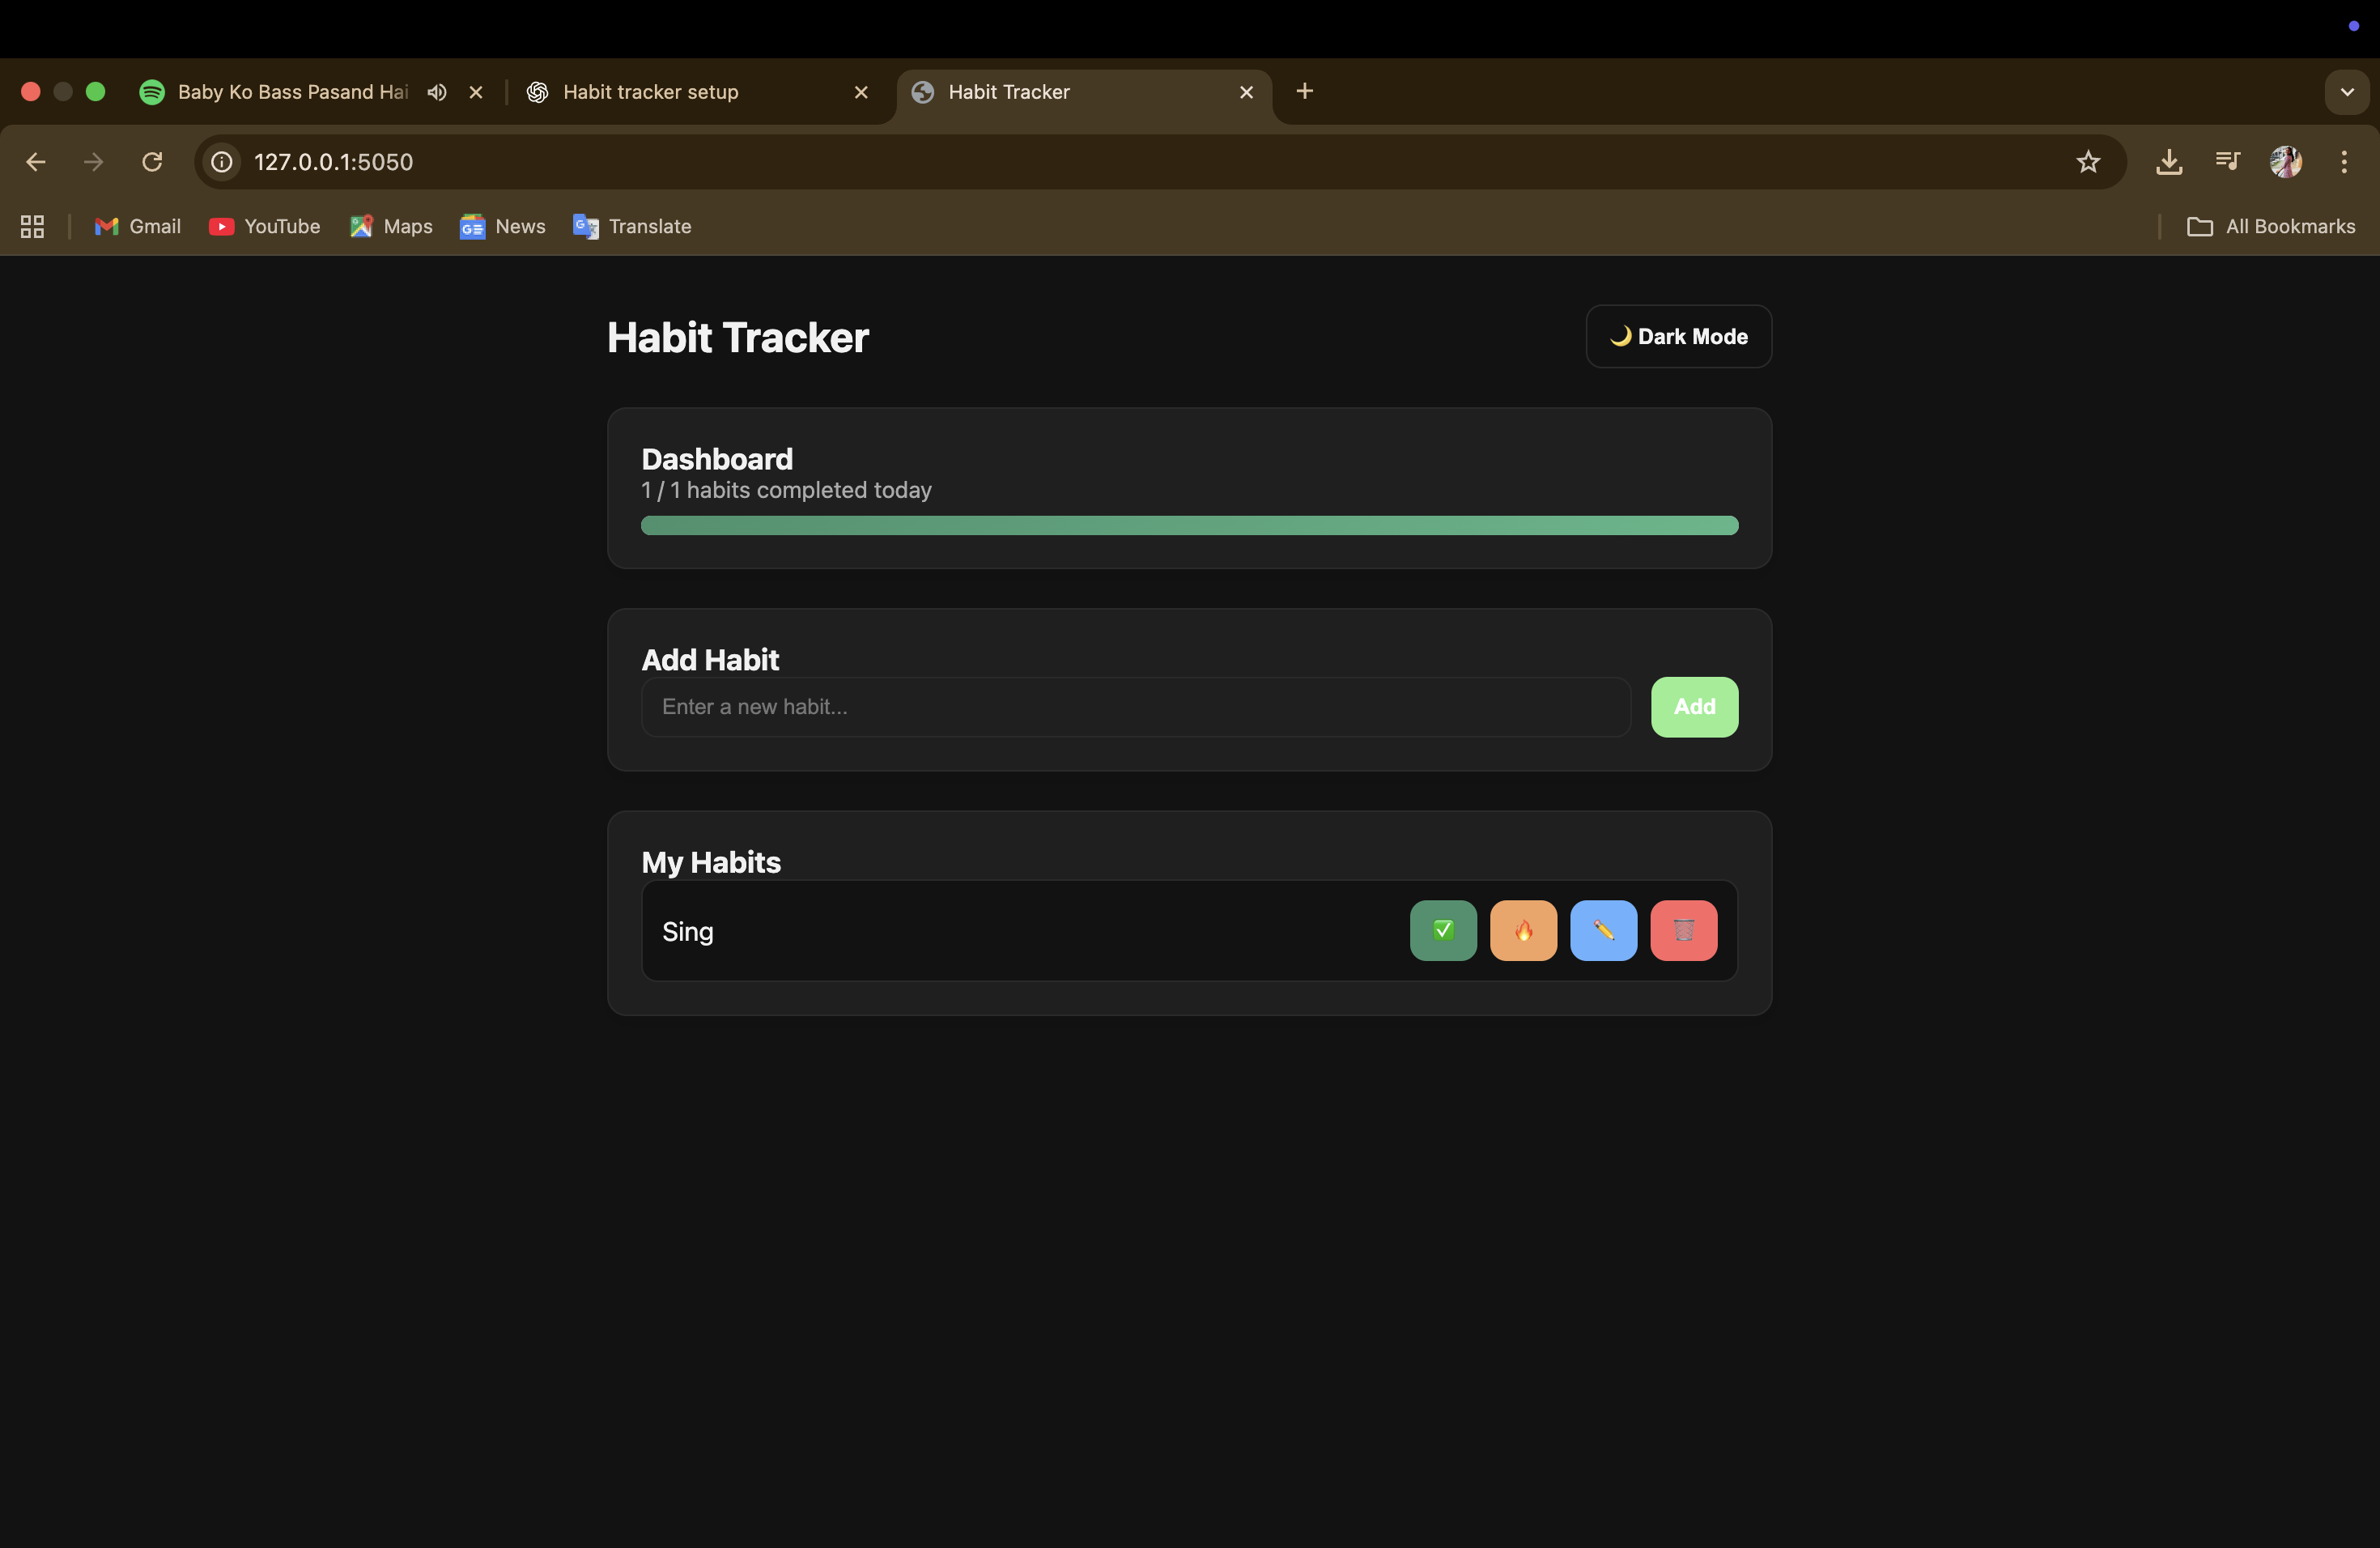 Baby Ko Bass Pasand Hai
Habit tracker setup
Habit Tracker
127.0.0.1:5050
Gmail
YouTube
Maps
News
Translate
All Bookmarks
Habit Tracker
🌙 Dark Mode
Dashboard
1 / 1 habits completed today
Add Habit
Enter a new habit...
Add
My Habits
Sing